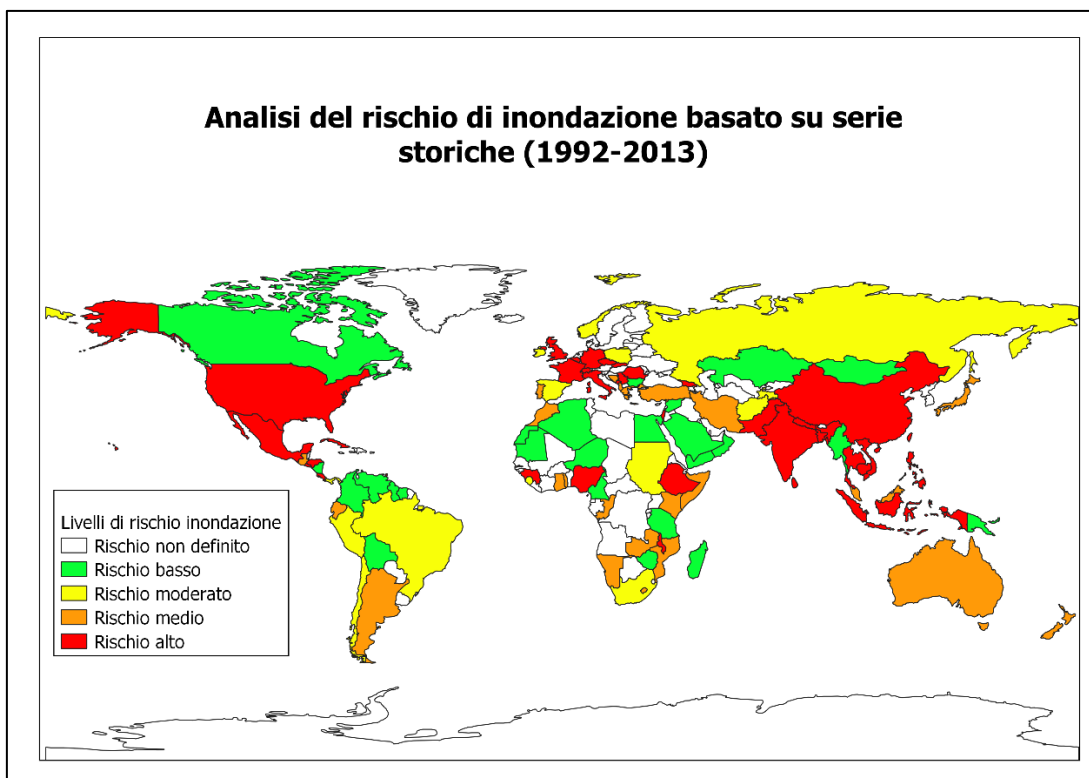 Analisi del rischio di inondazione basato su serie
storiche (1992-2013)
Livelli di rischio inondazione
Rischio non definito
Rischio basso
Rischio moderato
Rischio medio
Rischio alto